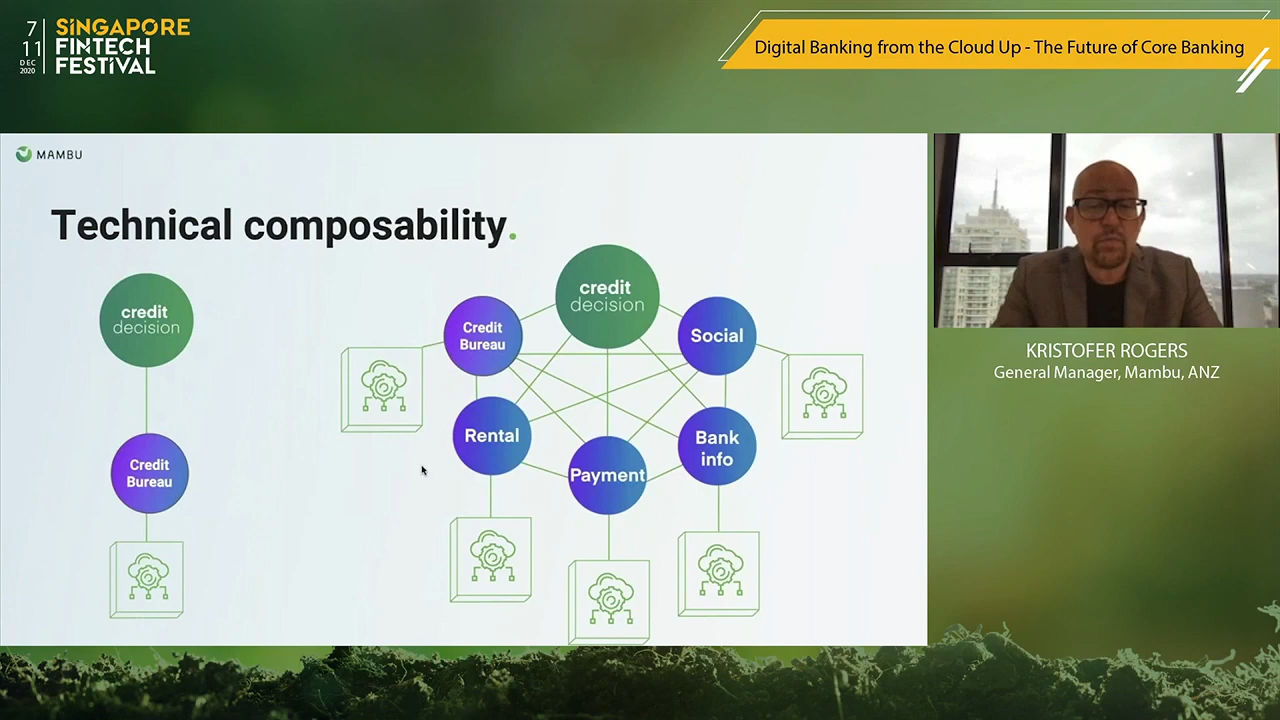 7
11
DEC
2020
SINGAPORE
FINTECH
FESTIVAL
Digital Banking from the Cloud Up - The Future of Core Banking
MAMBU
Technical composability.
credit
decision
Credit
Bureau
credit
decision
Credit
Bureau
Social
Rental
Bank
info
Payment
KRISTOFER ROGERS
General Manager, Mambu, ANZ